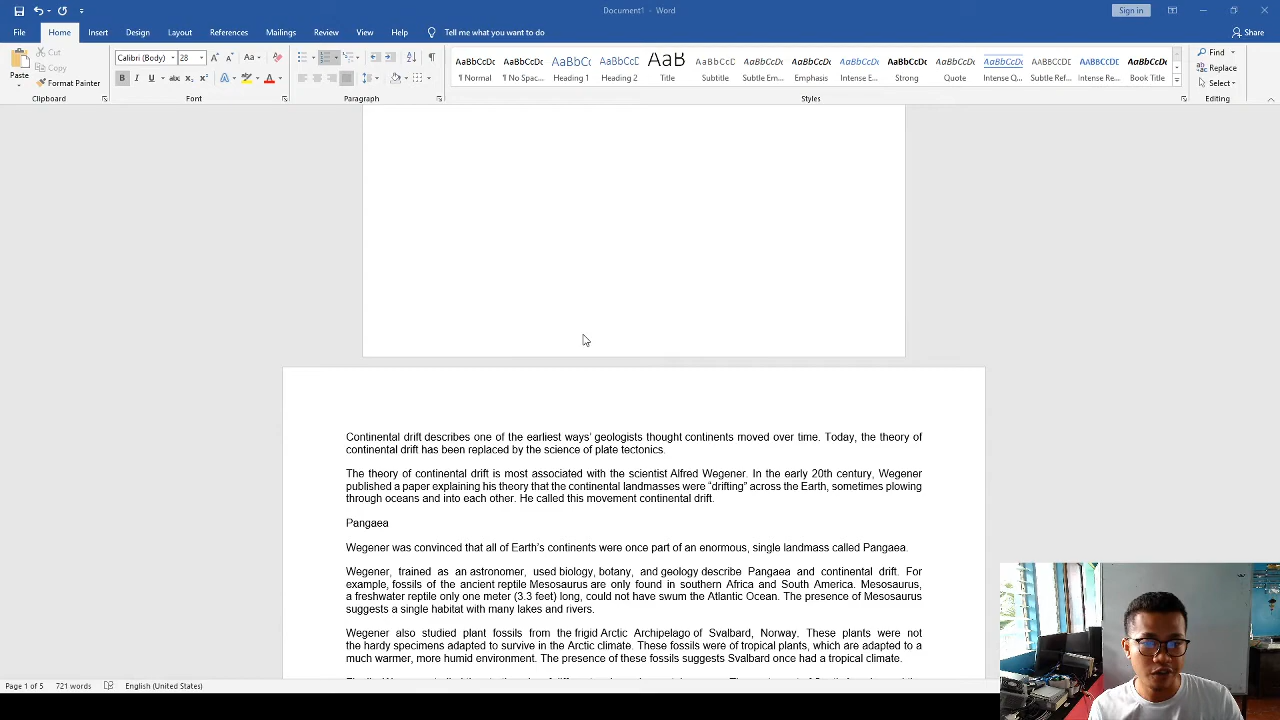 Document1 - Word
Sign in
File Home Insert Design Layout References Mailings Review View Help Tell me what you want to do Share
Paste
Cut
Copy
Format Painter
Clipboard
Calibri (Body) 28
Font
Paragraph
AaBbCcDc AaBbCcDc AaBbCc AaBbCcD AaB AaBbCcD AaBbCcDc AaBbCcDc AaBbCcDc AaBbCcDc AaBbCcDc AaBbCcDc AABBCCDC AABBCCDC AaBbCcDc
¶ Normal ¶ No Spac... Heading 1 Heading 2 Title Subtitle Subtle Em... Emphasis Intense E... Strong Quote Intense Q... Subtle Ref... Intense Re... Book Title
Styles
Find
Replace
Select
Editing
Continental drift describes one of the earliest ways' geologists thought continents moved over time. Today, the theory of
continental drift has been replaced by the science of plate tectonics.
The theory of continental drift is most associated with the scientist Alfred Wegener. In the early 20th century, Wegener
published a paper explaining his theory that the continental landmasses were “drifting” across the Earth, sometimes plowing
through oceans and into each other. He called this movement continental drift.
Pangaea
Wegener was convinced that all of Earth’s continents were once part of an enormous, single landmass called Pangaea.
Wegener, trained as an astronomer, used biology, botany, and geology describe Pangaea and continental drift. For
example, fossils of the ancient reptile Mesosaurus are only found in southern Africa and South America. Mesosaurus,
a freshwater reptile only one meter (3.3 feet) long, could not have swum the Atlantic Ocean. The presence of Mesosaurus
suggests a single habitat with many lakes and rivers.
Wegener also studied plant fossils from the frigid Arctic Archipelago of Svalbard, Norway. These plants were not
the hardy specimens adapted to survive in the Arctic climate. These fossils were of tropical plants, which are adapted to a
much warmer, more humid environment. The presence of these fossils suggests Svalbard once had a tropical climate.
Page 1 of 5 721 words English (United States)